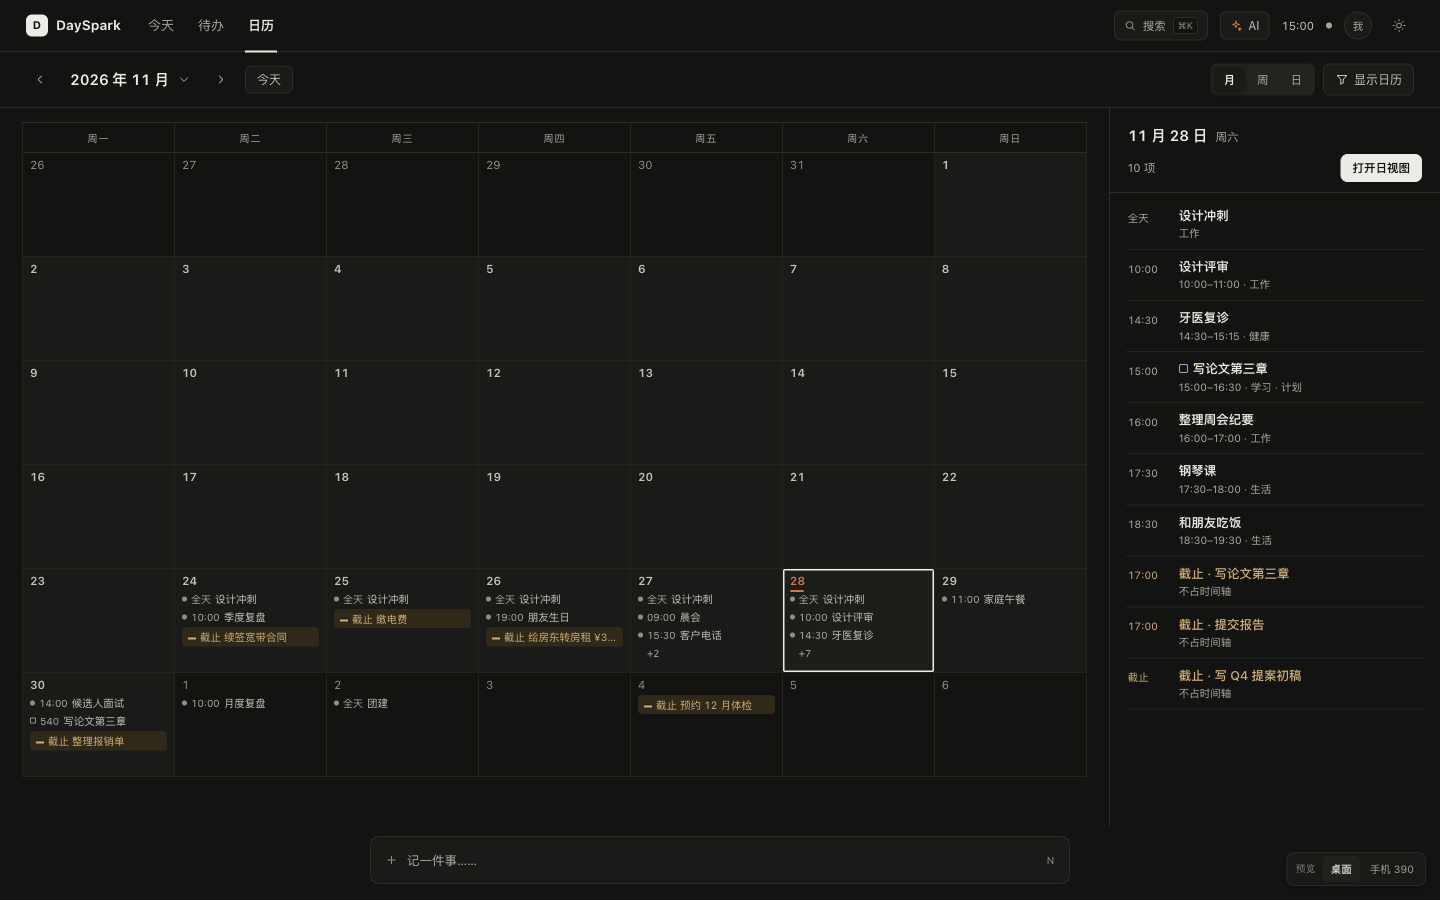 D DaySpark 今天 待办 日历 搜索 ⌘K AI 15:00 我
2026 年 11 月 今天 月 周 日 显示日历
周一 周二 周三 周四 周五 周六 周日
26 27 28 29 30 31 1
2 3 4 5 6 7 8
9 10 11 12 13 14 15
16 17 18 19 20 21 22
23
24
全天 设计冲刺
10:00 季度复盘
截止 续签宽带合同
25
全天 设计冲刺
截止 缴电费
26
全天 设计冲刺
19:00 朋友生日
截止 给房东转房租 ¥3...
27
全天 设计冲刺
09:00 晨会
15:30 客户电话
+2
28
全天 设计冲刺
10:00 设计评审
14:30 牙医复诊
+7
29
11:00 家庭午餐
30
14:00 候选人面试
540 写论文第三章
截止 整理报销单
1
10:00 月度复盘
2
全天 团建
3
4
截止 预约 12 月体检
5
6
11 月 28 日 周六
10 项 打开日视图
全天 设计冲刺
工作
10:00 设计评审
10:00–11:00 · 工作
14:30 牙医复诊
14:30–15:15 · 健康
15:00 写论文第三章
15:00–16:30 · 学习 · 计划
16:00 整理周会纪要
16:00–17:00 · 工作
17:30 钢琴课
17:30–18:00 · 生活
18:30 和朋友吃饭
18:30–19:30 · 生活
17:00 截止 · 写论文第三章
不占时间轴
17:00 截止 · 提交报告
不占时间轴
截止 截止 · 写 Q4 提案初稿
不占时间轴
+ 记一件事…… N
预览 桌面 手机 390